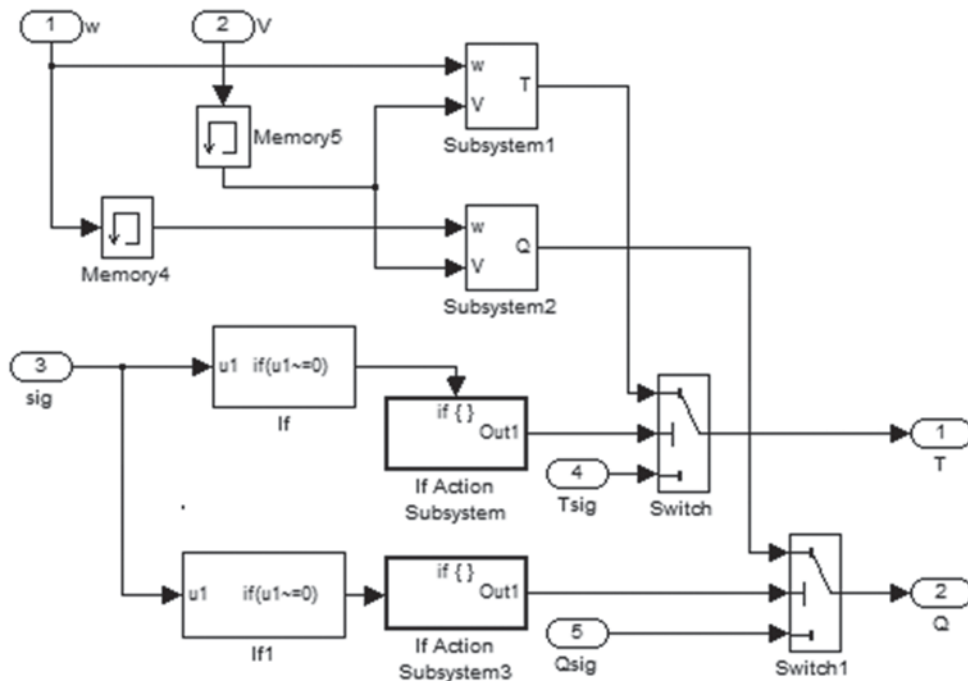 1
w
2
V
w
T
V
Subsystem1
Memory5
w
Q
V
Subsystem2
Memory4
3
sig
u1 if(u1~=0)
If
if { }
Out1
If Action
Subsystem
4
Tsig
Switch
1
T
u1 if(u1~=0)
If1
if { }
Out1
If Action
Subsystem3
5
Qsig
Switch1
2
Q